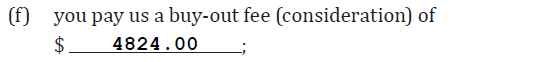 (f) you pay us a buy-out fee (consideration) of
$ 4824.00 ;